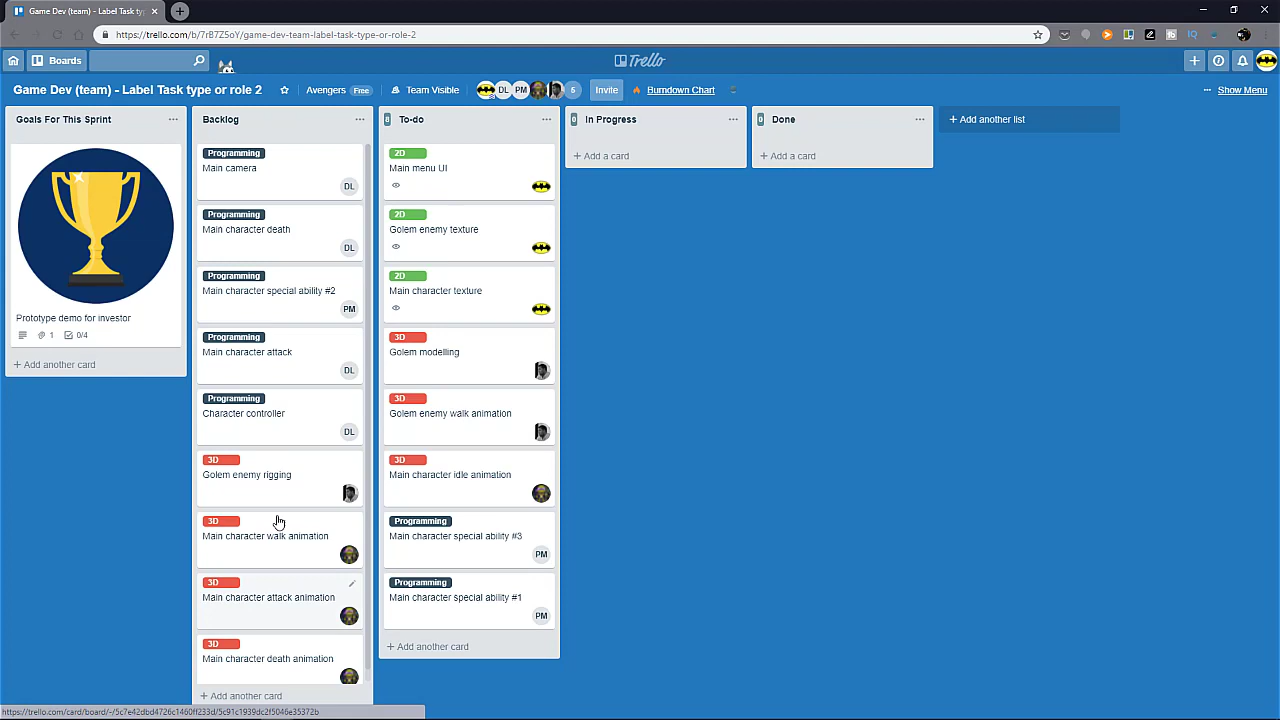 Game Dev (team) - Label Task typ
https://trello.com/b/7rB7Z5oY/game-dev-team-label-task-type-or-role-2
Boards
Trello
Game Dev (team) - Label Task type or role 2
Avengers Free
Team Visible
DL
PM
5
Invite
Burndown Chart
Show Menu
Goals For This Sprint
Prototype demo for investor
1
0/4
+ Add another card
Backlog
Programming
Main camera
DL
Programming
Main character death
DL
Programming
Main character special ability #2
PM
Programming
Main character attack
DL
Programming
Character controller
DL
3D
Golem enemy rigging
3D
Main character walk animation
3D
Main character attack animation
3D
Main character death animation
+ Add another card
8 To-do
2D
Main menu UI
2D
Golem enemy texture
2D
Main character texture
3D
Golem modelling
3D
Golem enemy walk animation
3D
Main character idle animation
Programming
Main character special ability #3
PM
Programming
Main character special ability #1
PM
+ Add another card
0 In Progress
+ Add a card
0 Done
+ Add a card
+ Add another list